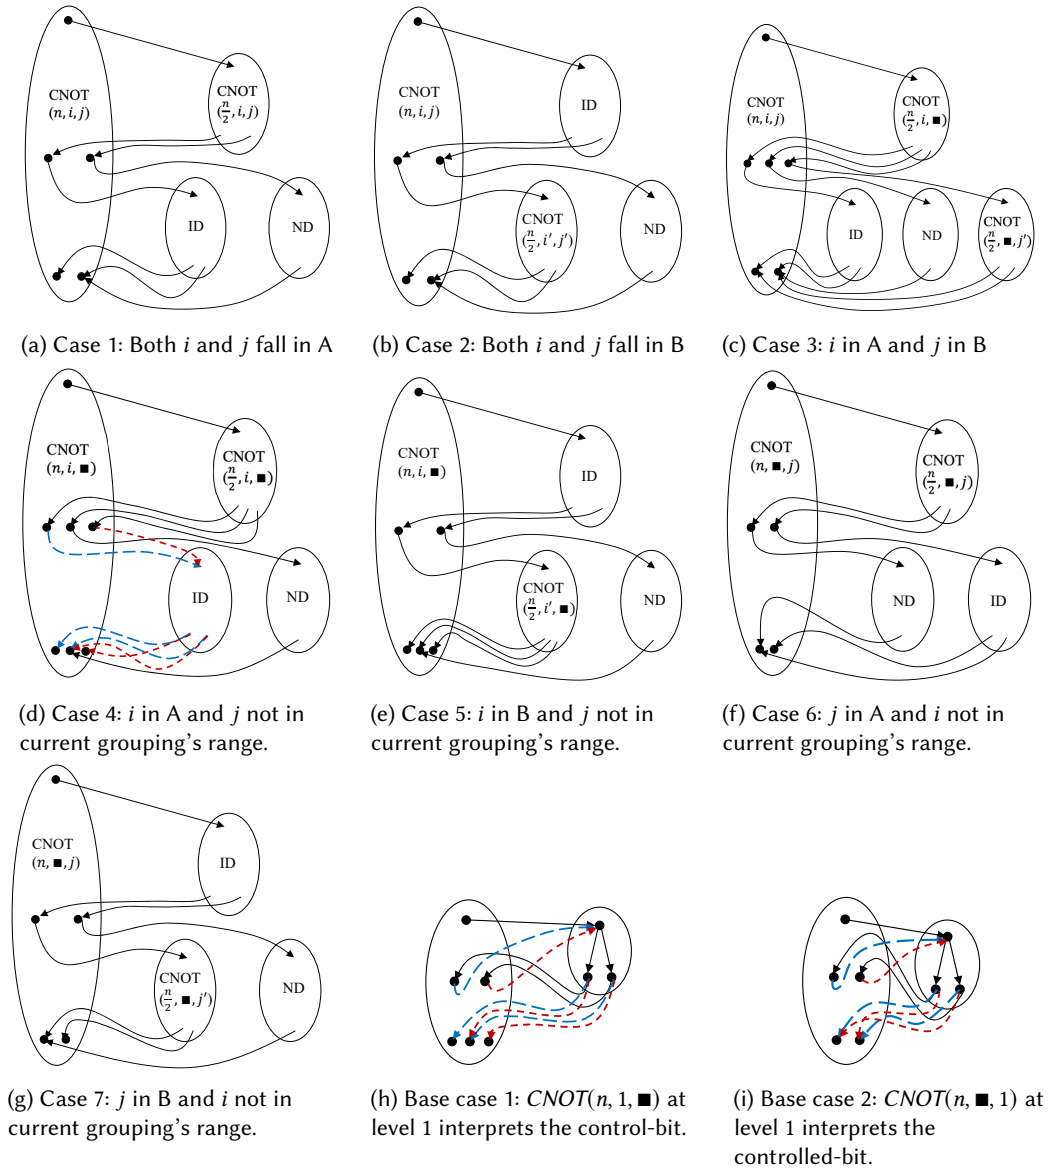 CNOT
(n, i, j)
CNOT
(n/2, i, j)
ID
ND
(a) Case 1: Both i and j fall in A
CNOT
(n, i, j)
ID
CNOT
(n/2, i′, j′)
ND
(b) Case 2: Both i and j fall in B
CNOT
(n, i, j)
CNOT
(n/2, i, ■)
ID
ND
CNOT
(n/2, ■, j′)
(c) Case 3: i in A and j in B
CNOT
(n, i, ■)
CNOT
(n/2, i, ■)
ID
ND
(d) Case 4: i in A and j not in
current grouping's range.
CNOT
(n, i, ■)
ID
CNOT
(n/2, i′, ■)
ND
(e) Case 5: i in B and j not in
current grouping's range.
CNOT
(n, ■, j)
CNOT
(n/2, ■, j)
ND
ID
(f) Case 6: j in A and i not in
current grouping's range.
CNOT
(n, ■, j)
ID
CNOT
(n/2, ■, j′)
ND
(g) Case 7: j in B and i not in
current grouping's range.
(h) Base case 1: CNOT(n, 1, ■) at
level 1 interprets the control-bit.
(i) Base case 2: CNOT(n, ■, 1) at
level 1 interprets the
controlled-bit.